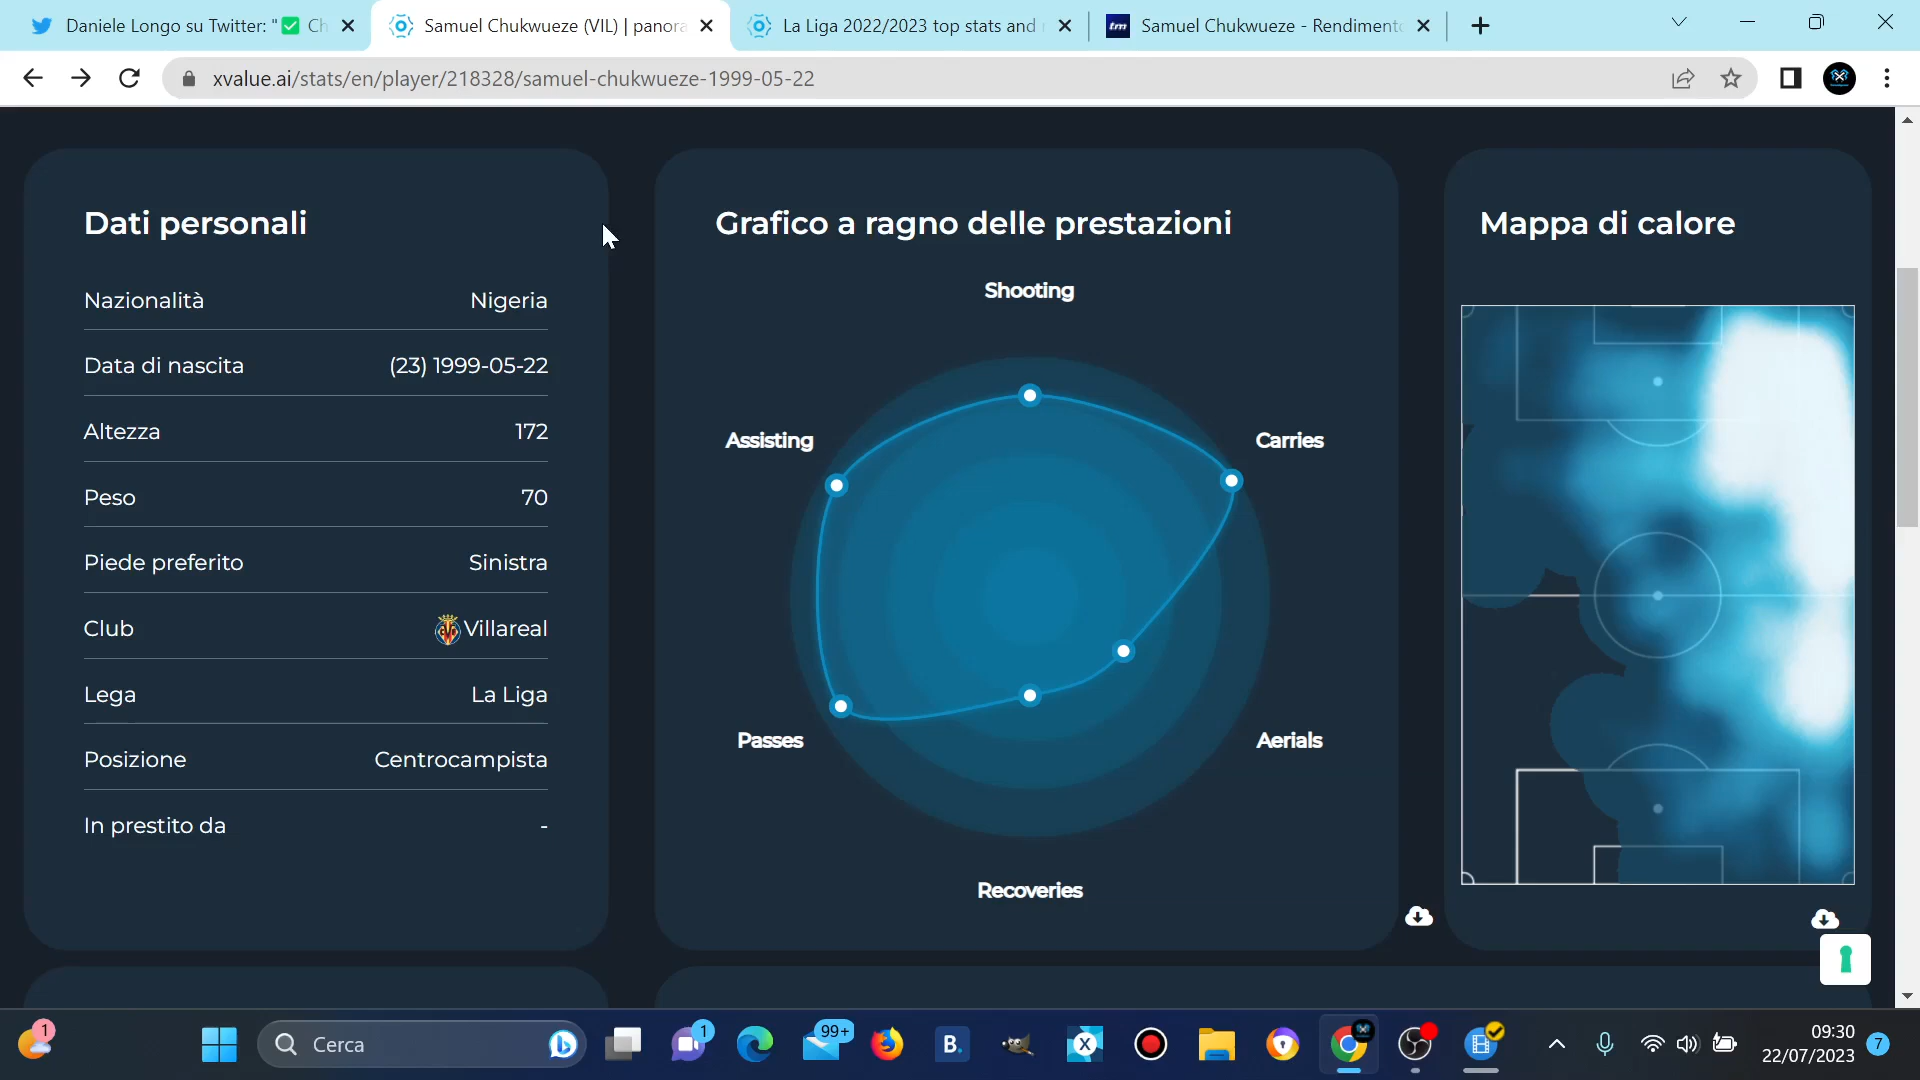 Daniele Longo su Twitter: "✅ Ch
Samuel Chukwueze (VIL) | panora
La Liga 2022/2023 top stats and
tm Samuel Chukwueze - Rendimento
xvalue.ai/stats/en/player/218328/samuel-chukwueze-1999-05-22
Dati personali
Nazionalità Nigeria
Data di nascita (23) 1999-05-22
Altezza 172
Peso 70
Piede preferito Sinistra
Club Villareal
Lega La Liga
Posizione Centrocampista
In prestito da -
Grafico a ragno delle prestazioni
Shooting
Assisting
Carries
Passes
Aerials
Recoveries
Mappa di calore
1
Cerca
1
99+
B.
X
09:30
22/07/2023
7